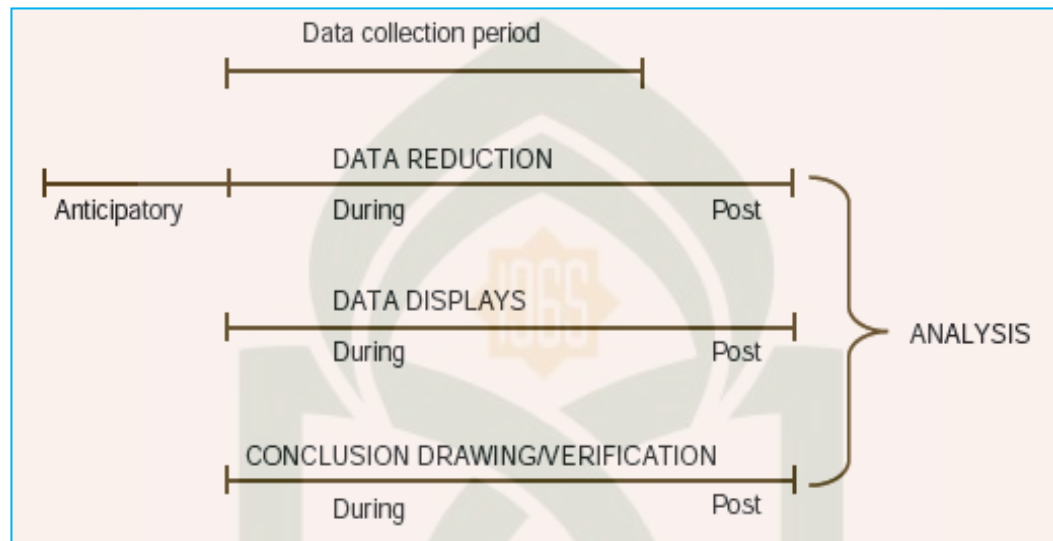 Data collection period
DATA REDUCTION
Anticipatory During Post
DATA DISPLAYS
During Post
ANALYSIS
CONCLUSION DRAWING/VERIFICATION
During Post